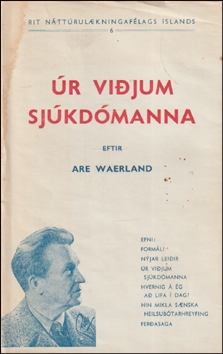 RIT NÁTTÚRULÆKNINGAFÉLAGS ÍSLANDS
6
ÚR VIÐJUM
SJÚKDÓMANNA
EFTIR
ARE WAERLAND
EFNI:
FORMÁLI
NÝJAR LEIÐIR
ÚR VIÐJUM
SJÚKDÓMANNA
HVERNIG Á ÉG
AÐ LIFA Í DAG?
HIN MIKLA SÆNSKA
HEILSUBÓTARHREYFING
FERÐASAGA